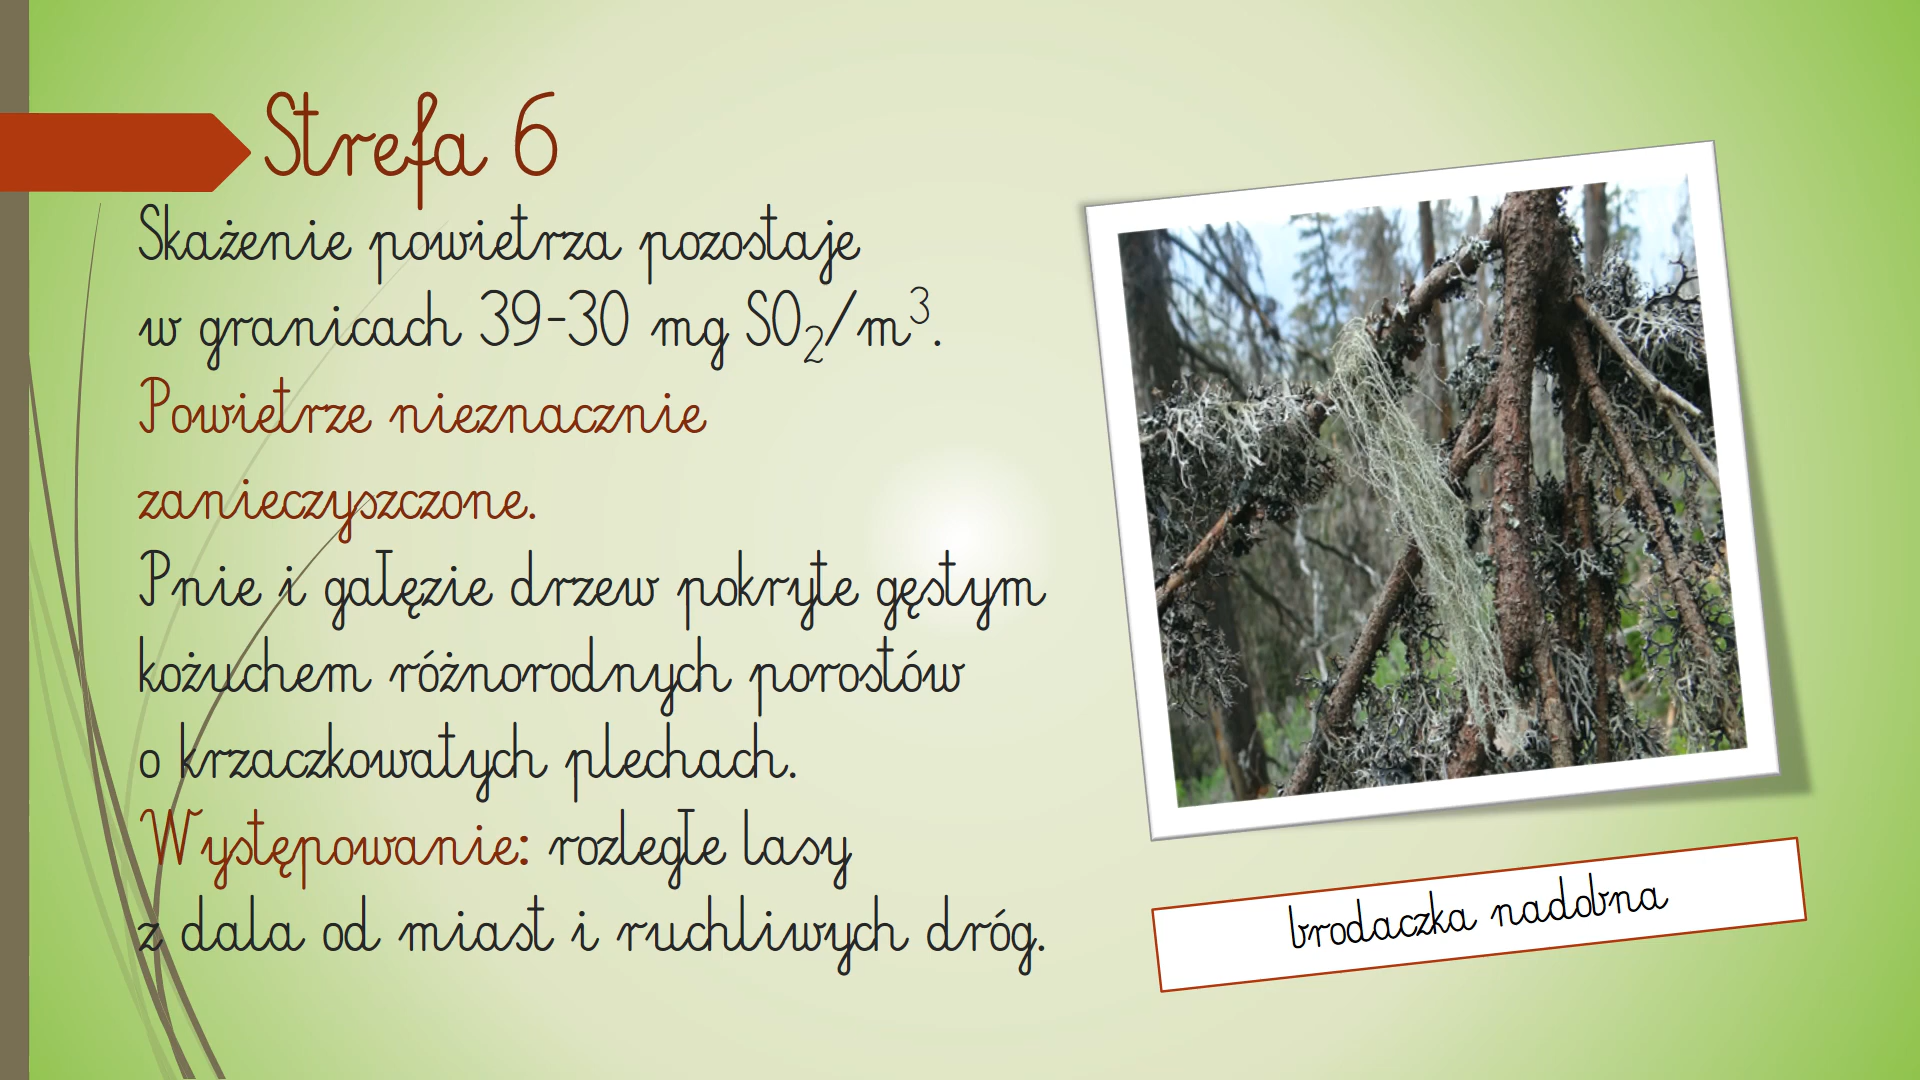 Strefa 6
Skażenie powietrza pozostaje
w granicach 39-30 mg SO₂/m³.
Powietrze nieznacznie
zanieczyszczone.
Pnie i gałęzie drzew pokryte gęstym
kożuchem różnorodnych porostów
o krzaczkowatych plechach.
Występowanie: rozległe lasy
z dala od miast i ruchliwych dróg.
brodaczka nadobna